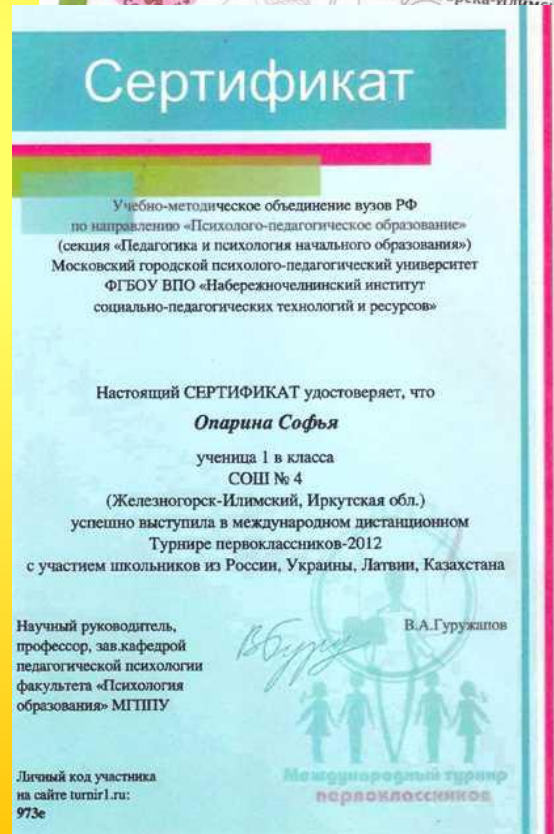 Сертификат
Учебно-методическое объединение вузов РФ
по направлению «Психолого-педагогическое образование»
(секция «Педагогика и психология начального образования»)
Московский городской психолого-педагогический университет
ФГБОУ ВПО «Набережночелнинский институт
социально-педагогических технологий и ресурсов»
Настоящий СЕРТИФИКАТ удостоверяет, что
Опарина Софья
ученица 1 в класса
СОШ № 4
(Железногорск-Илимский, Иркутская обл.)
успешно выступила в международном дистанционном
Турнире первоклассников-2012
с участием школьников из России, Украины, Латвии, Казахстана
Научный руководитель,
профессор, зав.кафедрой
педагогической психологии
факультета «Психология
образования» МГППУ
В.А.Гуружапов
Личный код участника
на сайте turnir1.ru:
973е
Международный турнир
первоклассников